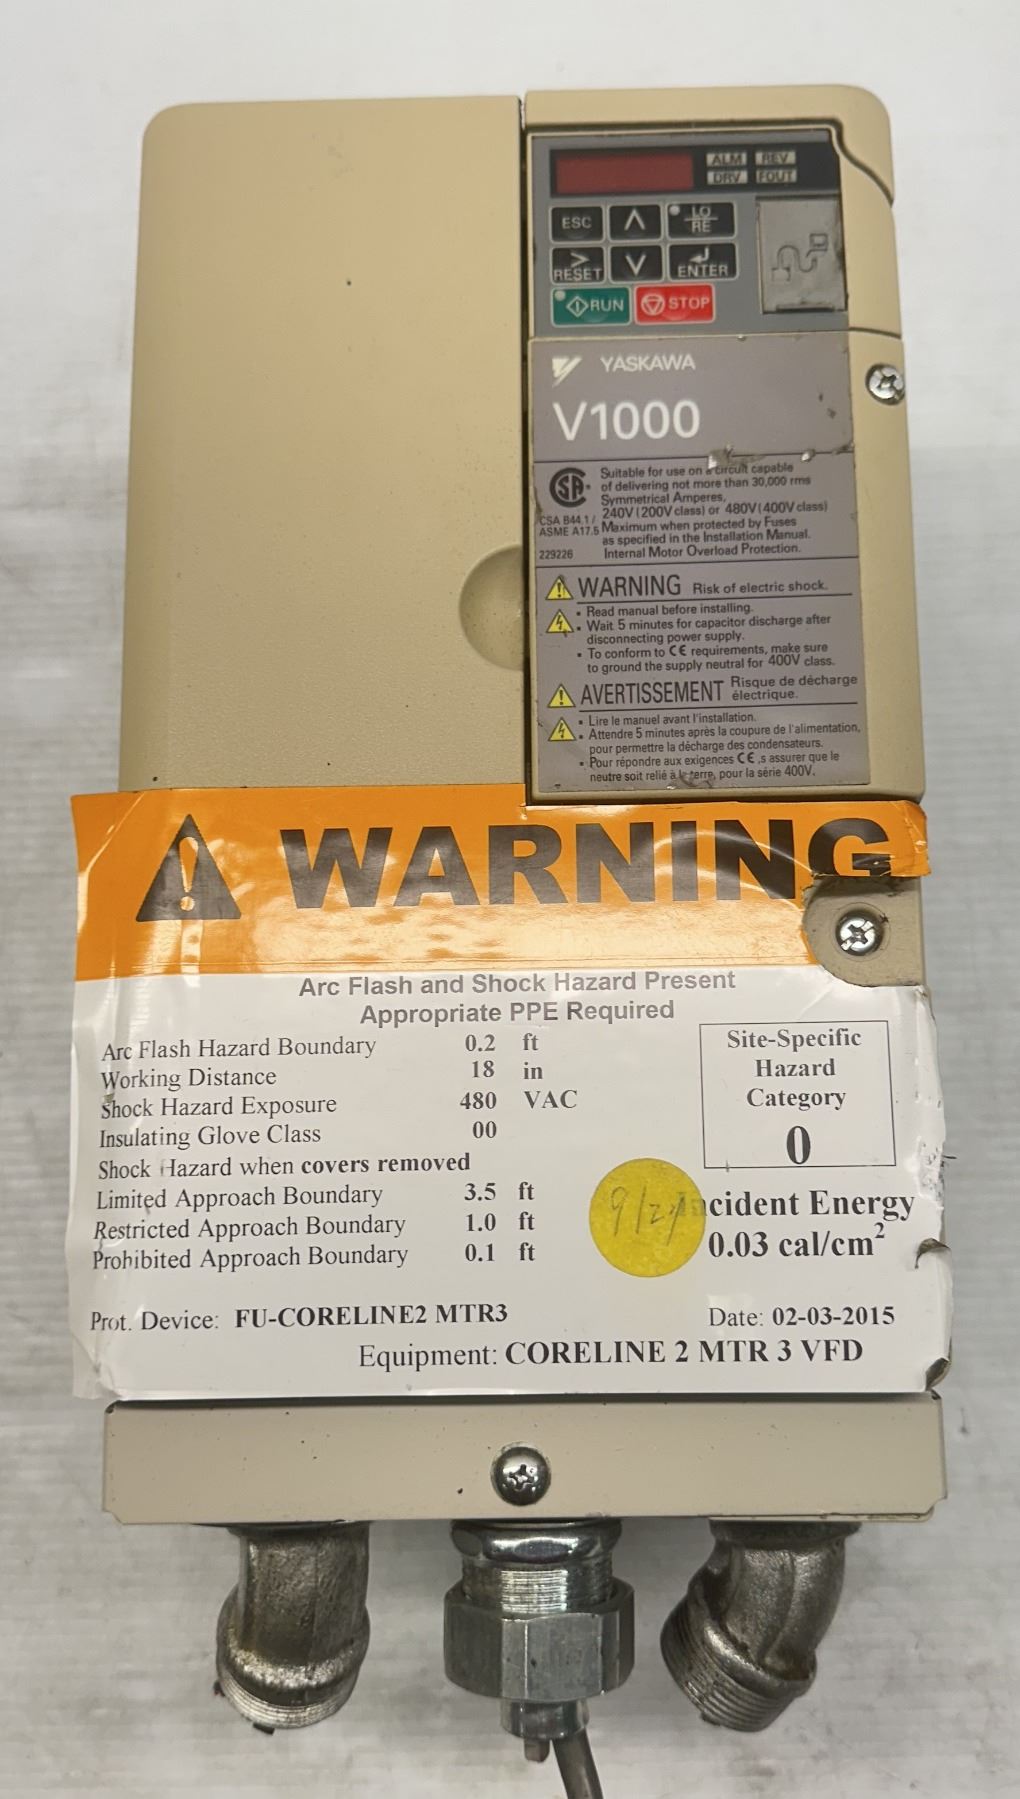 ALM REV
DRV FOUT
ESC
LO
RE
>
RESET
ENTER
RUN
STOP
YASKAWA
V1000
CSA B44.1 /
ASME A17.5
229226
Suitable for use on a circuit capable
of delivering not more than 30,000 rms
Symmetrical Amperes,
240V (200V class) or 480V (400V class)
Maximum when protected by Fuses
as specified in the Installation Manual.
Internal Motor Overload Protection.
WARNING Risk of electric shock.
• Read manual before installing.
• Wait 5 minutes for capacitor discharge after
disconnecting power supply.
• To conform to CE requirements, make sure
to ground the supply neutral for 400V class.
AVERTISSEMENT Risque de décharge
électrique.
• Lire le manuel avant l'installation.
• Attendre 5 minutes après la coupure de l'alimentation,
pour permettre la décharge des condensateurs.
• Pour répondre aux exigences CE ,s assurer que le
neutre soit relié à la terre, pour la série 400V.
WARNING
Arc Flash and Shock Hazard Present
Appropriate PPE Required
Arc Flash Hazard Boundary 0.2 ft
Working Distance 18 in
Shock Hazard Exposure 480 VAC
Insulating Glove Class 00
Shock Hazard when covers removed
Limited Approach Boundary 3.5 ft
Restricted Approach Boundary 1.0 ft
Prohibited Approach Boundary 0.1 ft
Site-Specific
Hazard
Category
0
9/24
Incident Energy
0.03 cal/cm²
Prot. Device: FU-CORELINE2 MTR3
Date: 02-03-2015
Equipment: CORELINE 2 MTR 3 VFD